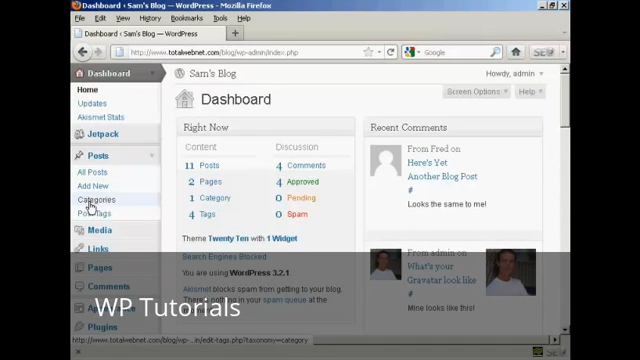 Dashboard ‹ Sam's Blog — WordPress - Mozilla Firefox
File Edit View History Bookmarks Tools Help
Dashboard ‹ Sam's Blog — WordPress
http://www.totalwebnet.com/blog/wp-admin/index.php
Google
Dashboard
Sam's Blog
Howdy, admin
Home
Updates
Akismet Stats
Jetpack
Posts
All Posts
Add New
Categories
Post Tags
Media
Links
Pages
Comments
Plugins
Dashboard
Screen Options
Help
Right Now
Content
Discussion
11 Posts
4 Comments
2 Pages
4 Approved
1 Category
0 Pending
4 Tags
0 Spam
Theme Twenty Ten with 1 Widget
Search Engines Blocked
You are using WordPress 3.2.1
Akismet blocks spam from getting to your blog.
There's nothing in your spam queue at the
moment.
Recent Comments
From Fred on
Here's Yet
Another Blog Post
#
Looks the same to me!
From admin on
What's your
Gravatar look like
#
Mine looks like this!
WP Tutorials
http://www.totalwebnet.com/...in/edit-tags.php?taxonomy=category